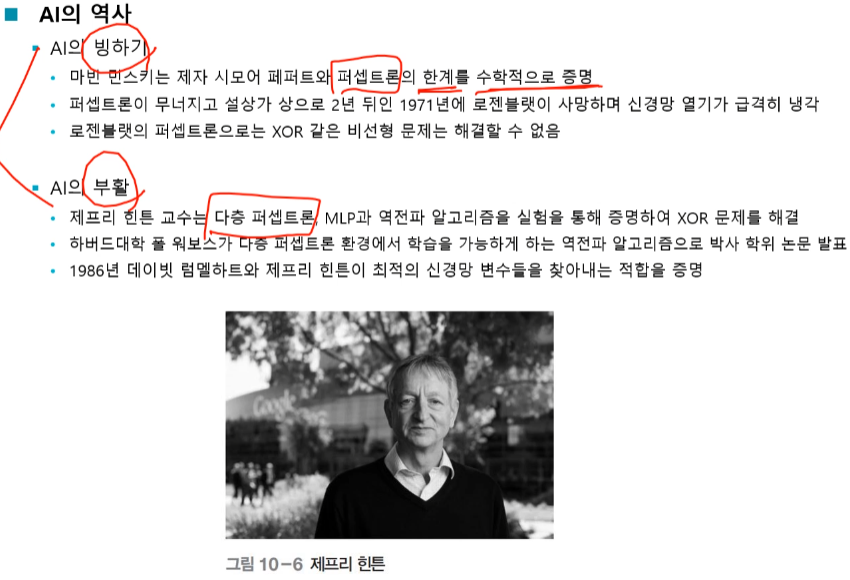 AI의 역사
AI의 빙하기
마빈 민스키는 제자 시모어 페퍼트와 퍼셉트론의 한계를 수학적으로 증명
퍼셉트론이 무너지고 설상가 상으로 2년 뒤인 1971년에 로젠블랫이 사망하며 신경망 열기가 급격히 냉각
로젠블랫의 퍼셉트론으로는 XOR 같은 비선형 문제는 해결할 수 없음
AI의 부활
제프리 힌튼 교수는 다층 퍼셉트론, MLP과 역전파 알고리즘을 실험을 통해 증명하여 XOR 문제를 해결
하버드대학 폴 워보스가 다층 퍼셉트론 환경에서 학습을 가능하게 하는 역전파 알고리즘으로 박사 학위 논문 발표
1986년 데이빗 럼멜하트와 제프리 힌튼이 최적의 신경망 변수들을 찾아내는 적합을 증명
그림 10-6 제프리 힌튼